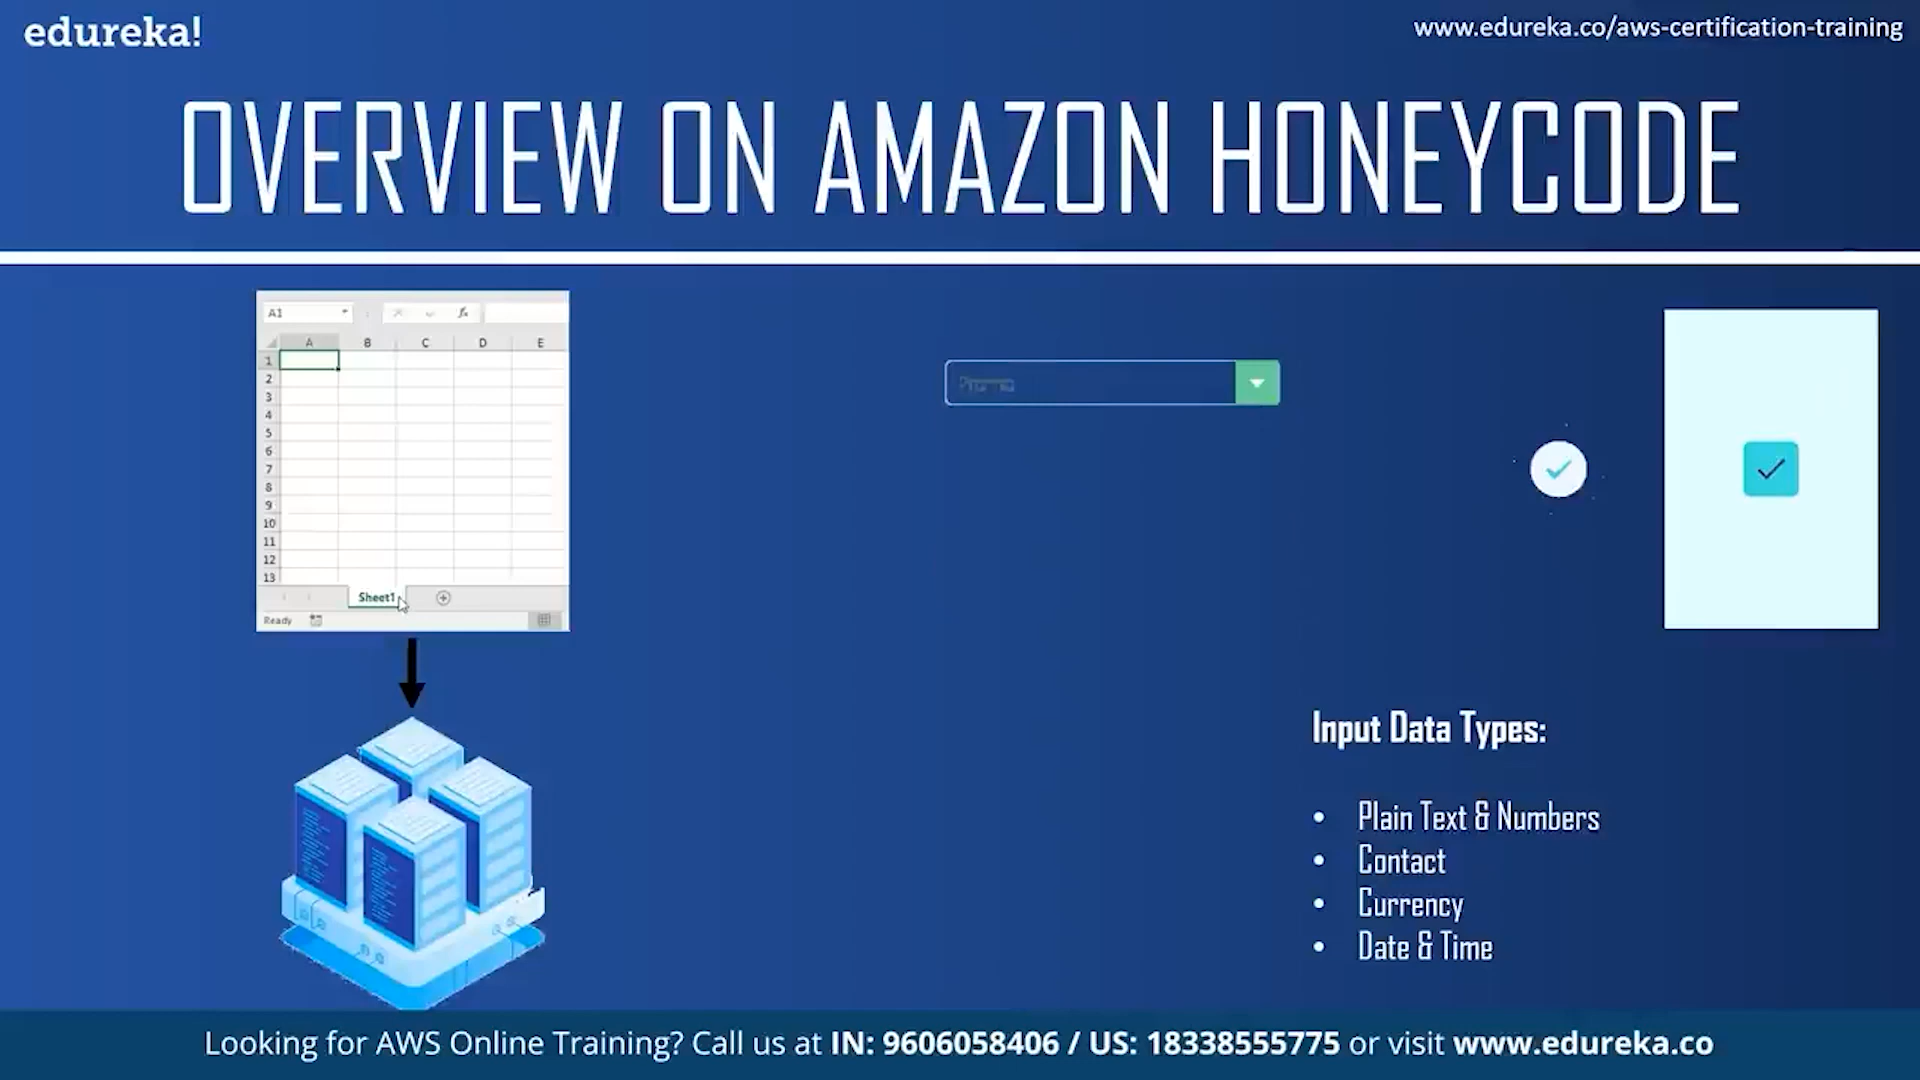 edureka!
www.edureka.co/aws-certification-training
OVERVIEW ON AMAZON HONEYCODE
A1
fx
A B C D E
1
2
3
4
5
6
7
8
9
10
11
12
13
Sheet1
Ready
Input Data Types:
• Plain Text & Numbers
• Contact
• Currency
• Date & Time
Looking for AWS Online Training? Call us at IN: 9606058406 / US: 18338555775 or visit www.edureka.co